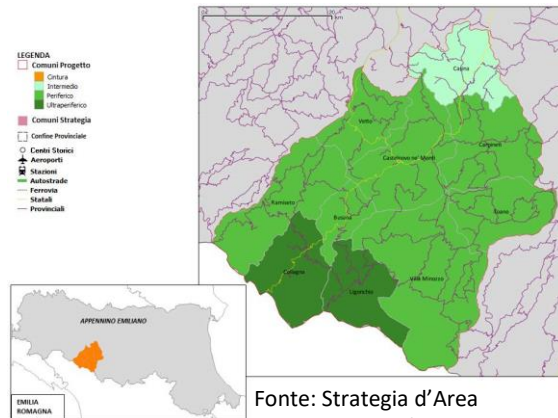 LEGENDA
Comuni Progetto
Cintura
Intermedio
Periferico
Ultraperiferico
Comuni Strategia
Confine Provinciale
Centri Storici
Aeroporti
Stazioni
Autostrade
Ferrovia
Statali
Provinciali
Casina
Vetto
Carpineti
Castelnovo ne' Monti
Ramiseto
Toano
Busana
Collagna
Ligonchio
Villa Minozzo
APPENNINO EMILIANO
EMILIA
ROMAGNA
Fonte: Strategia d’Area